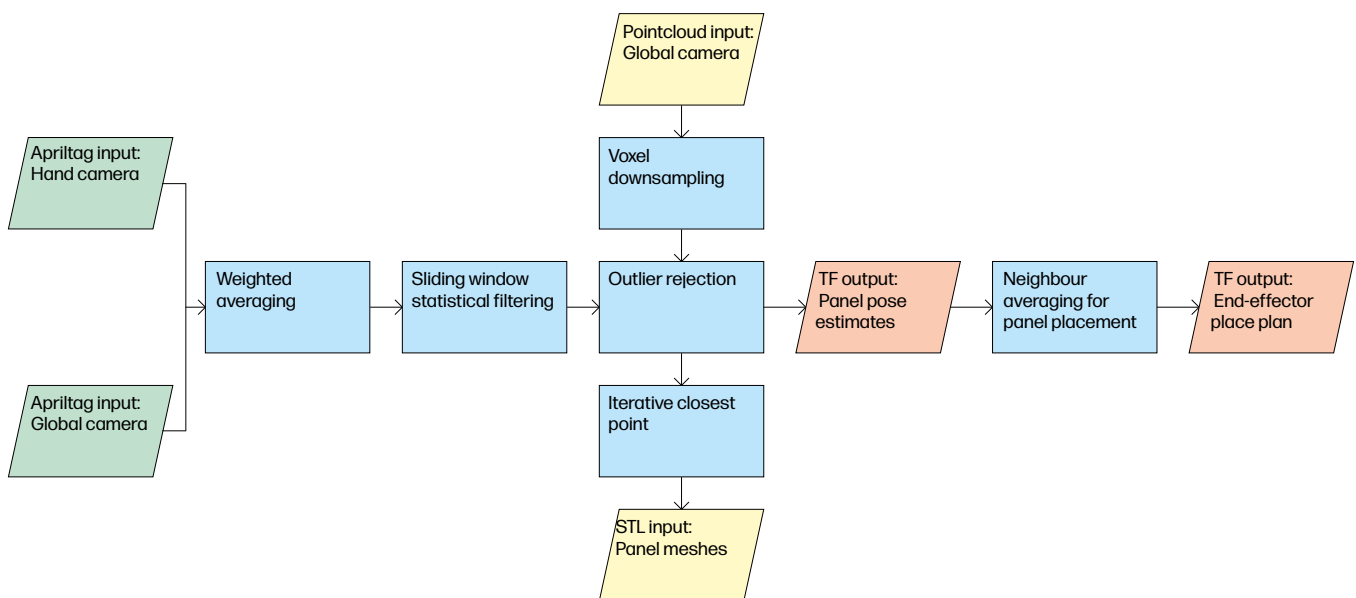 Pointcloud input:
Global camera
Apriltag input:
Hand camera
Voxel
downsampling
Weighted
averaging
Sliding window
statistical filtering
Outlier rejection
TF output:
Panel pose
estimates
Neighbour
averaging for
panel placement
TF output:
End-effector
place plan
Apriltag input:
Global camera
Iterative closest
point
STL input:
Panel meshes